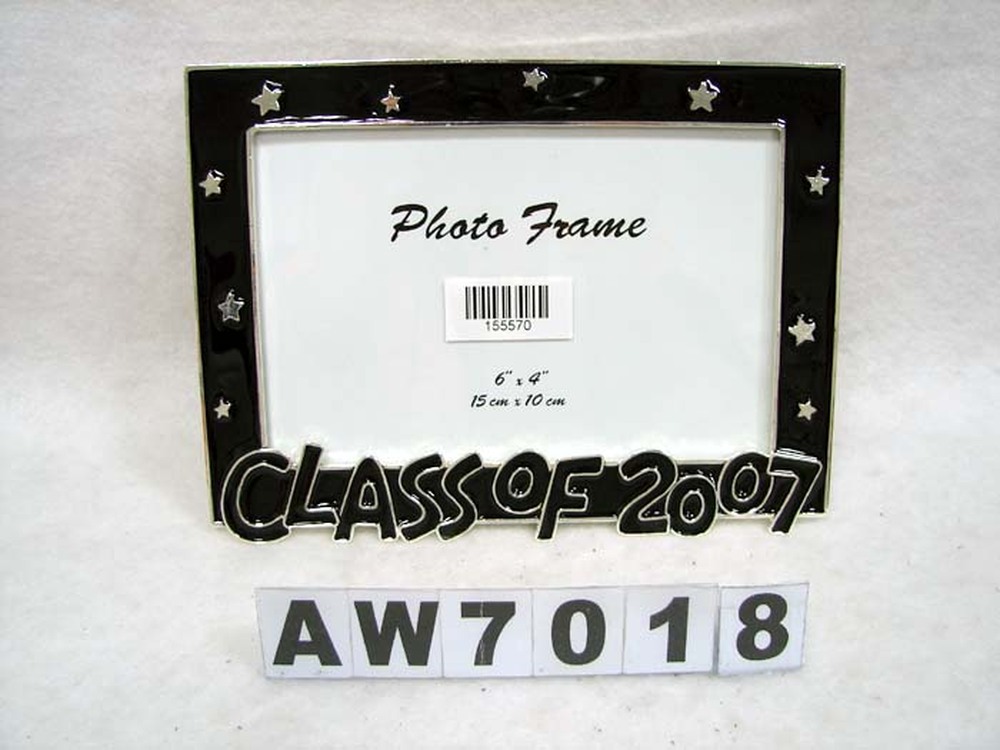 Photo Frame
155570
6" x 4"
15 cm x 10 cm
CLASS OF 2007
AW7018